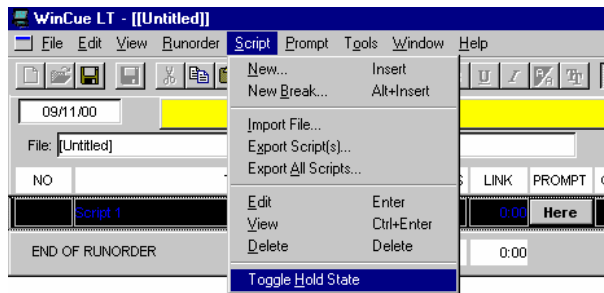 WinCue LT - [[Untitled]]
File Edit View Runorder Script Prompt Tools Window Help
New... Insert
New Break... Alt+Insert
U I
09/11/00
Import File...
File: [Untitled]
Export Script(s)...
Export All Scripts...
NO LINK PROMPT
Edit Enter
Script 1 0:00 Here
View Ctrl+Enter
Delete Delete
END OF RUNORDER 0:00
Toggle Hold State